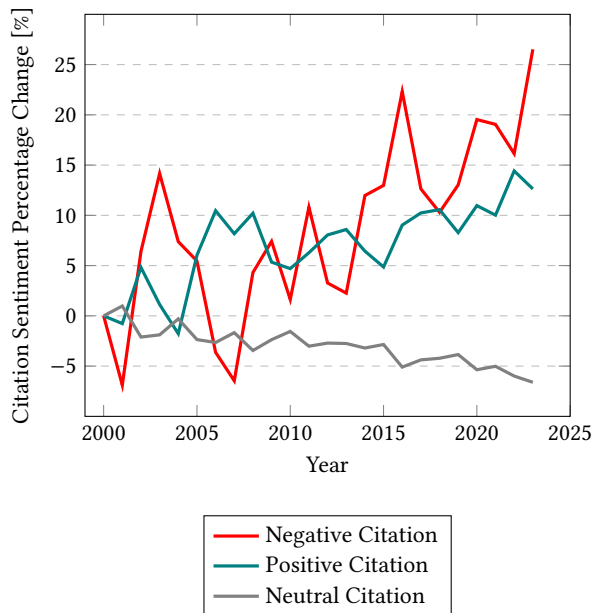 Citation Sentiment Percentage Change [%]
25
20
15
10
5
0
−5
2000 2005 2010 2015 2020 2025
Year
Negative Citation
Positive Citation
Neutral Citation